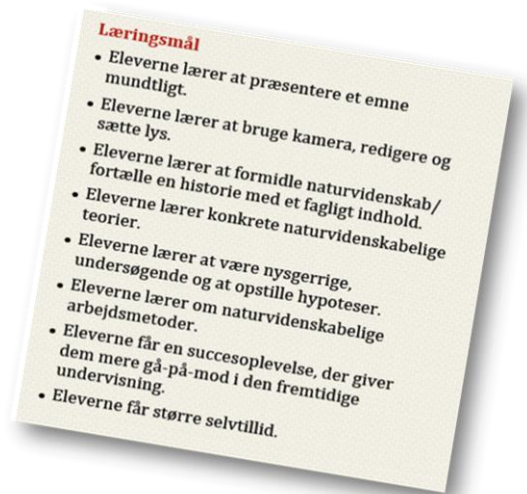 Læringsmål
• Eleverne lærer at præsentere et emne
mundtligt.
• Eleverne lærer at bruge kamera, redigere og
sætte lys.
• Eleverne lærer at formidle naturvidenskab/
fortælle en historie med et fagligt indhold.
• Eleverne lærer konkrete naturvidenskabelige
teorier.
• Eleverne lærer at være nysgerrige,
undersøgende og at opstille hypoteser.
• Eleverne lærer om naturvidenskabelige
arbejdsmetoder.
• Eleverne får en succesoplevelse, der giver
dem mere gå-på-mod i den fremtidige
undervisning.
• Eleverne får større selvtillid.